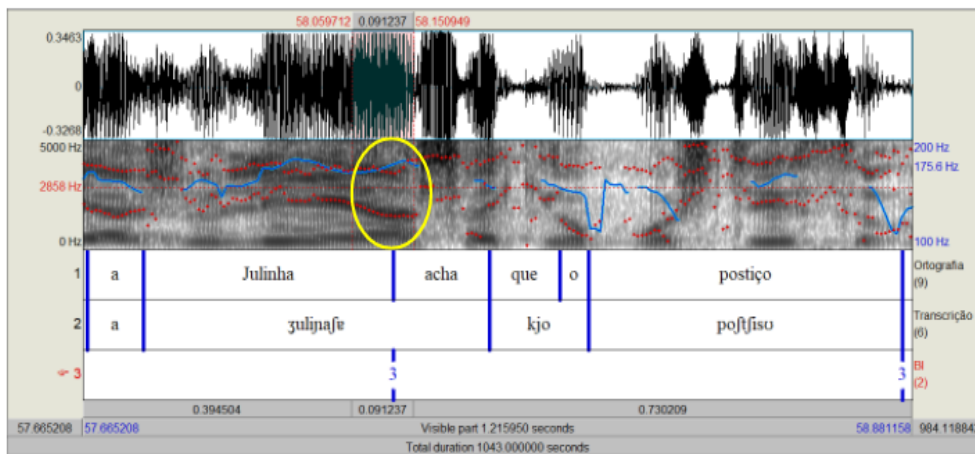 58.059712 0.091237 58.150949
0.3463
0
-0.3268
5000 Hz 200 Hz
175.6 Hz
2858 Hz
0 Hz 100 Hz
1 a Julinha acha que o postiço Ortografia (9)
2 a ʒuliɲaʃɐ kjo poʃtʃisʊ Transcrição (6)
3 3 3 BI (2)
0.394504 0.091237 0.730209
57.665208 57.665208 Visible part 1.215950 seconds 58.881158 984.118842
Total duration 1043.000000 seconds